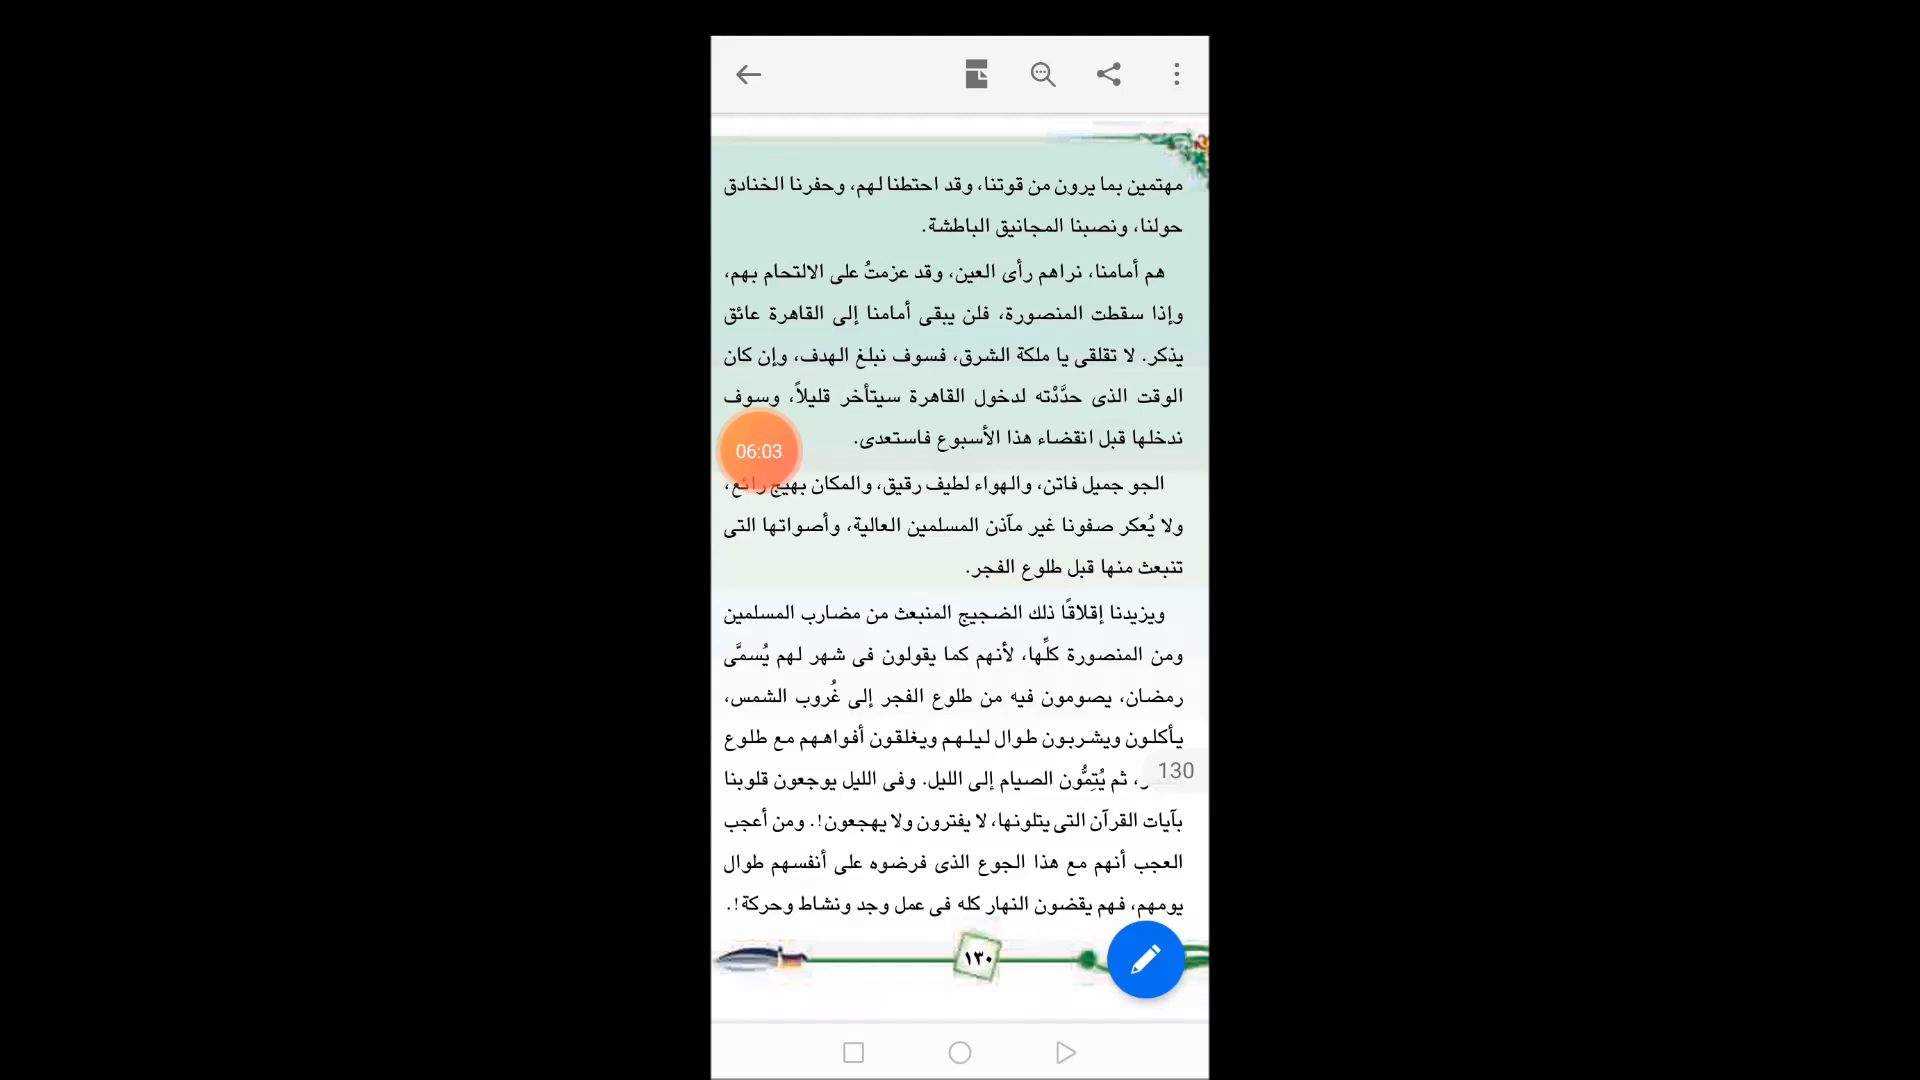 مهتمين بما يرون من قوتنا، وقد احتطنا لهم، وحفرنا الخنادق
حولنا، ونصبنا المجانيق الباطشة.
هم أمامنا، نراهم رأى العين، وقد عزمتُ على الالتحام بهم،
وإذا سقطت المنصورة، فلن يبقى أمامنا إلى القاهرة عائق
يذكر. لا تقلقى يا ملكة الشرق، فسوف نبلغ الهدف، وإن كان
الوقت الذى حدَّدْته لدخول القاهرة سيتأخر قليلاً، وسوف
ندخلها قبل انقضاء هذا الأسبوع فاستعدى.
06:03
الجو جميل فاتن، والهواء لطيف رقيق، والمكان بهيج رائع،
ولا يُعكر صفونا غير مآذن المسلمين العالية، وأصواتها التى
تنبعث منها قبل طلوع الفجر.
ويزيدنا إقلاقًا ذلك الضجيج المنبعث من مضارب المسلمين
ومن المنصورة كلِّها، لأنهم كما يقولون فى شهر لهم يُسمَّى
رمضان، يصومون فيه من طلوع الفجر إلى غُروب الشمس،
يأكلون ويشربون طوال ليلهم ويغلقون أفواههم مع طلوع
، ثم يُتِمُّون الصيام إلى الليل. وفى الليل يوجعون قلوبنا
130
بآيات القرآن التى يتلونها، لا يفترون ولا يهجعون!. ومن أعجب
العجب أنهم مع هذا الجوع الذى فرضوه على أنفسهم طوال
يومهم، فهم يقضون النهار كله فى عمل وجد ونشاط وحركة!.
١٣٠